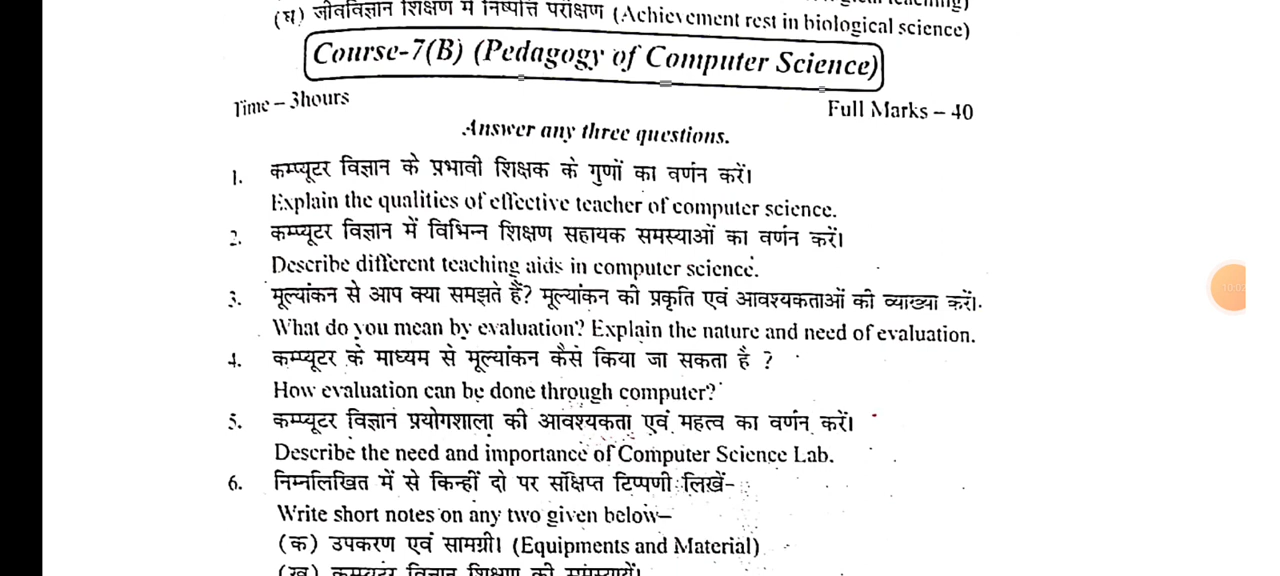 (घ) जीवविज्ञान शिक्षण में निष्पत्ति परीक्षण (Achievement rest in biological science)
Course-7(B) (Pedagogy of Computer Science)
Time – 3hours
Full Marks – 40
Answer any three questions.
1. कम्प्यूटर विज्ञान के प्रभावी शिक्षक के गुणों का वर्णन करें।
Explain the qualities of effective teacher of computer science.
2. कम्प्यूटर विज्ञान में विभिन्न शिक्षण सहायक समस्याओं का वर्णन करें।
Describe different teaching aids in computer science.
3. मूल्यांकन से आप क्या समझते हैं? मूल्यांकन की प्रकृति एवं आवश्यकताओं की व्याख्या करें।
What do you mean by evaluation? Explain the nature and need of evaluation.
4. कम्प्यूटर के माध्यम से मूल्यांकन कैसे किया जा सकता है ?
How evaluation can be done through computer?
5. कम्प्यूटर विज्ञान प्रयोगशाला की आवश्यकता एवं महत्व का वर्णन करें।
Describe the need and importance of Computer Science Lab.
6. निम्नलिखित में से किन्हीं दो पर संक्षिप्त टिप्पणी लिखें–
Write short notes on any two given below–
(क) उपकरण एवं सामग्री। (Equipments and Material)
(ख) कम्प्यूटर विज्ञान शिक्षण की समस्यायें।